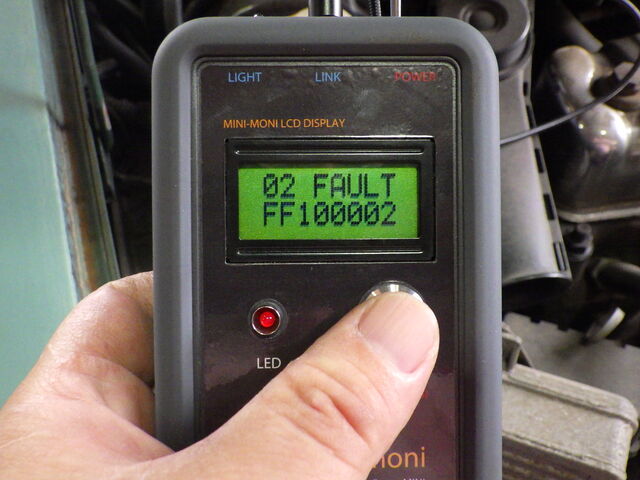 LIGHT LINK POWER
MINI-MONI LCD DISPLAY
02 FAULT
FF100002
LED
moni